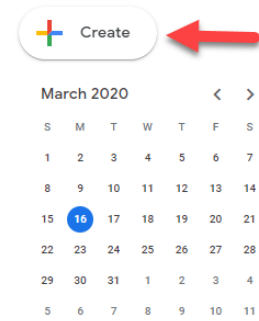 Create
March 2020
S M T W T F S
1 2 3 4 5 6 7
8 9 10 11 12 13 14
15 16 17 18 19 20 21
22 23 24 25 26 27 28
29 30 31 1 2 3 4
5 6 7 8 9 10 11